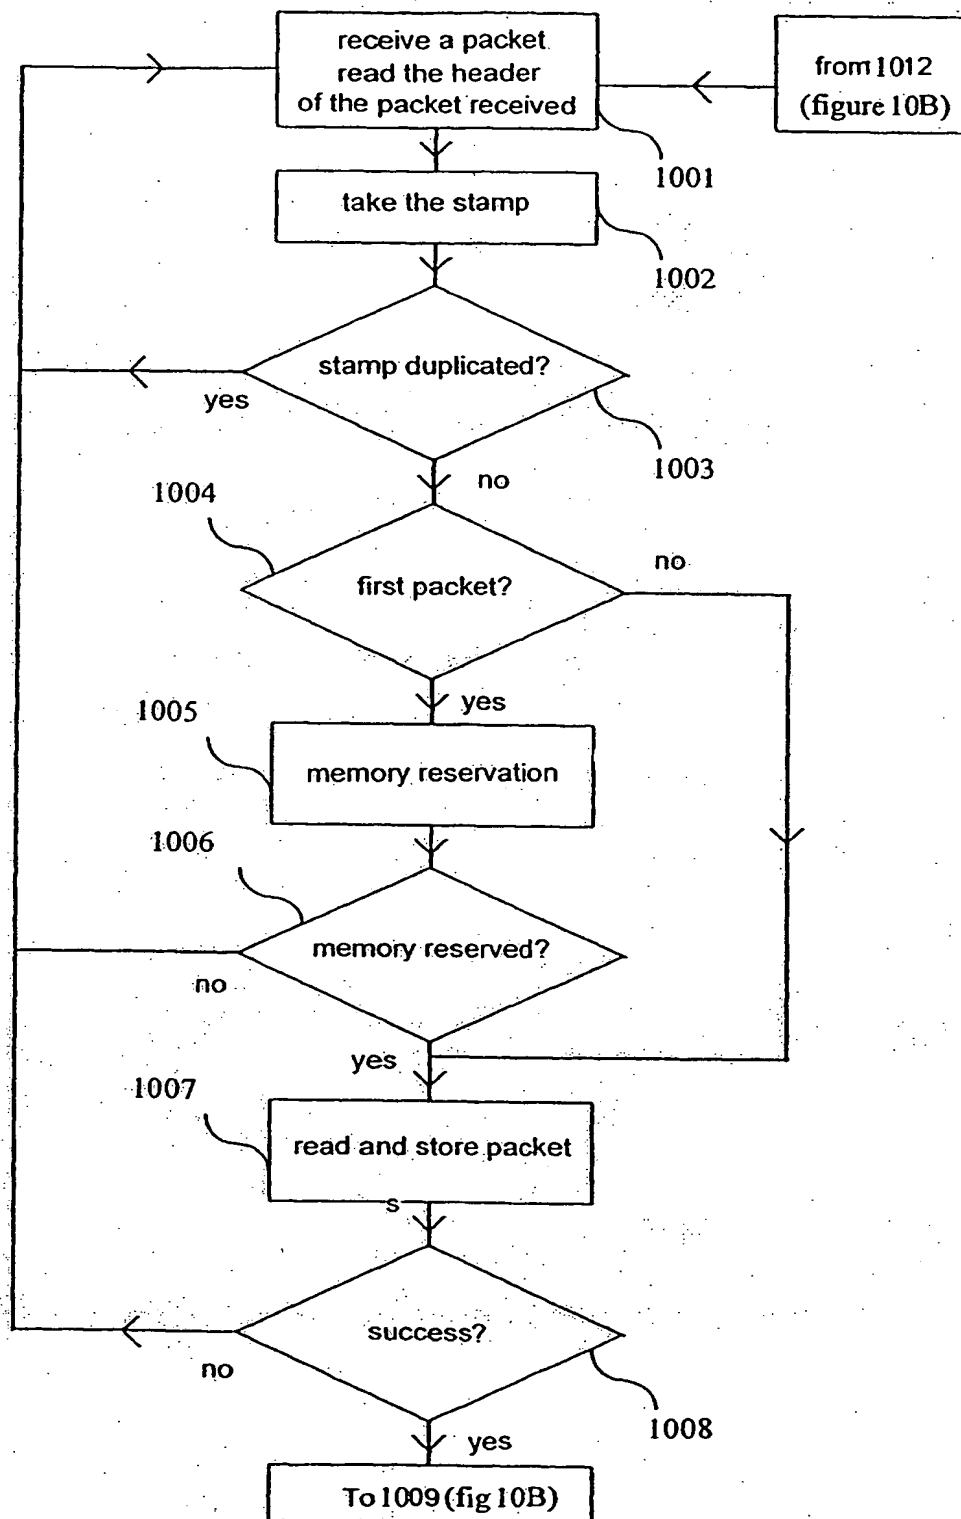 receive a packet
read the header
of the packet received
from 1012
(figure 10B)
1001
take the stamp
1002
stamp duplicated?
yes
1003
no
1004
first packet?
no
yes
1005
memory reservation
1006
memory reserved?
no
yes
1007
read and store packet
s
success?
no
1008
yes
To 1009 (fig 10B)